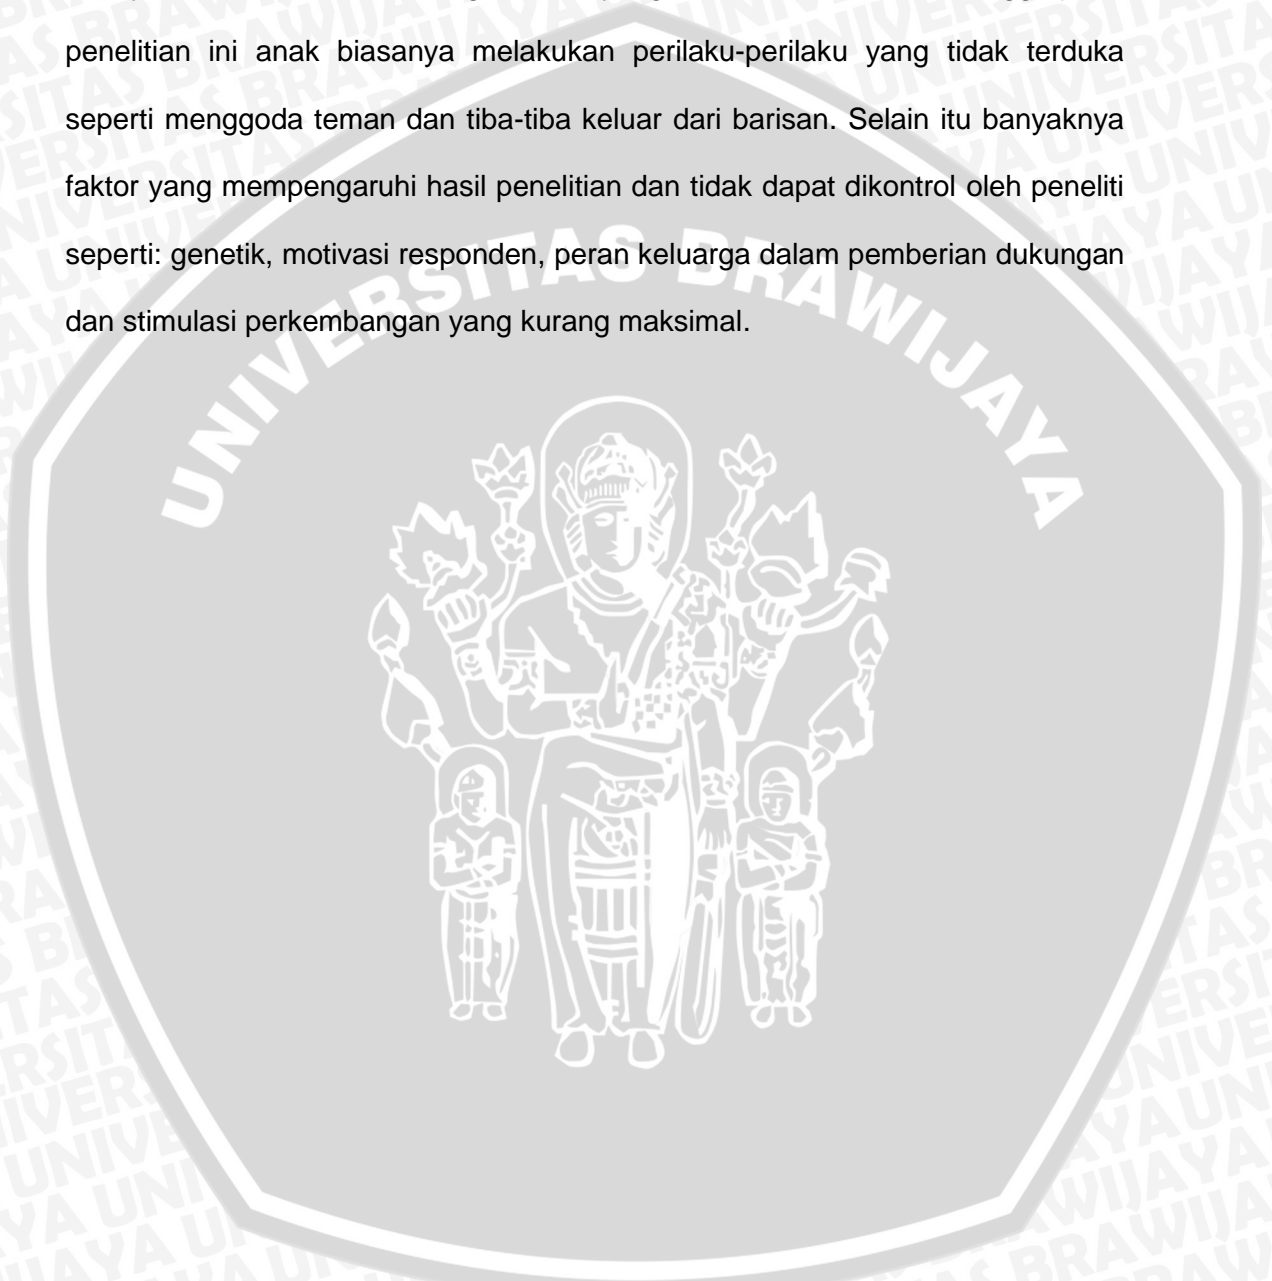 penelitian ini anak biasanya melakukan perilaku-perilaku yang tidak terduka
seperti menggoda teman dan tiba-tiba keluar dari barisan. Selain itu banyaknya
faktor yang mempengaruhi hasil penelitian dan tidak dapat dikontrol oleh peneliti
seperti: genetik, motivasi responden, peran keluarga dalam pemberian dukungan
dan stimulasi perkembangan yang kurang maksimal.
UNIVERSITAS BRAWIJAYA